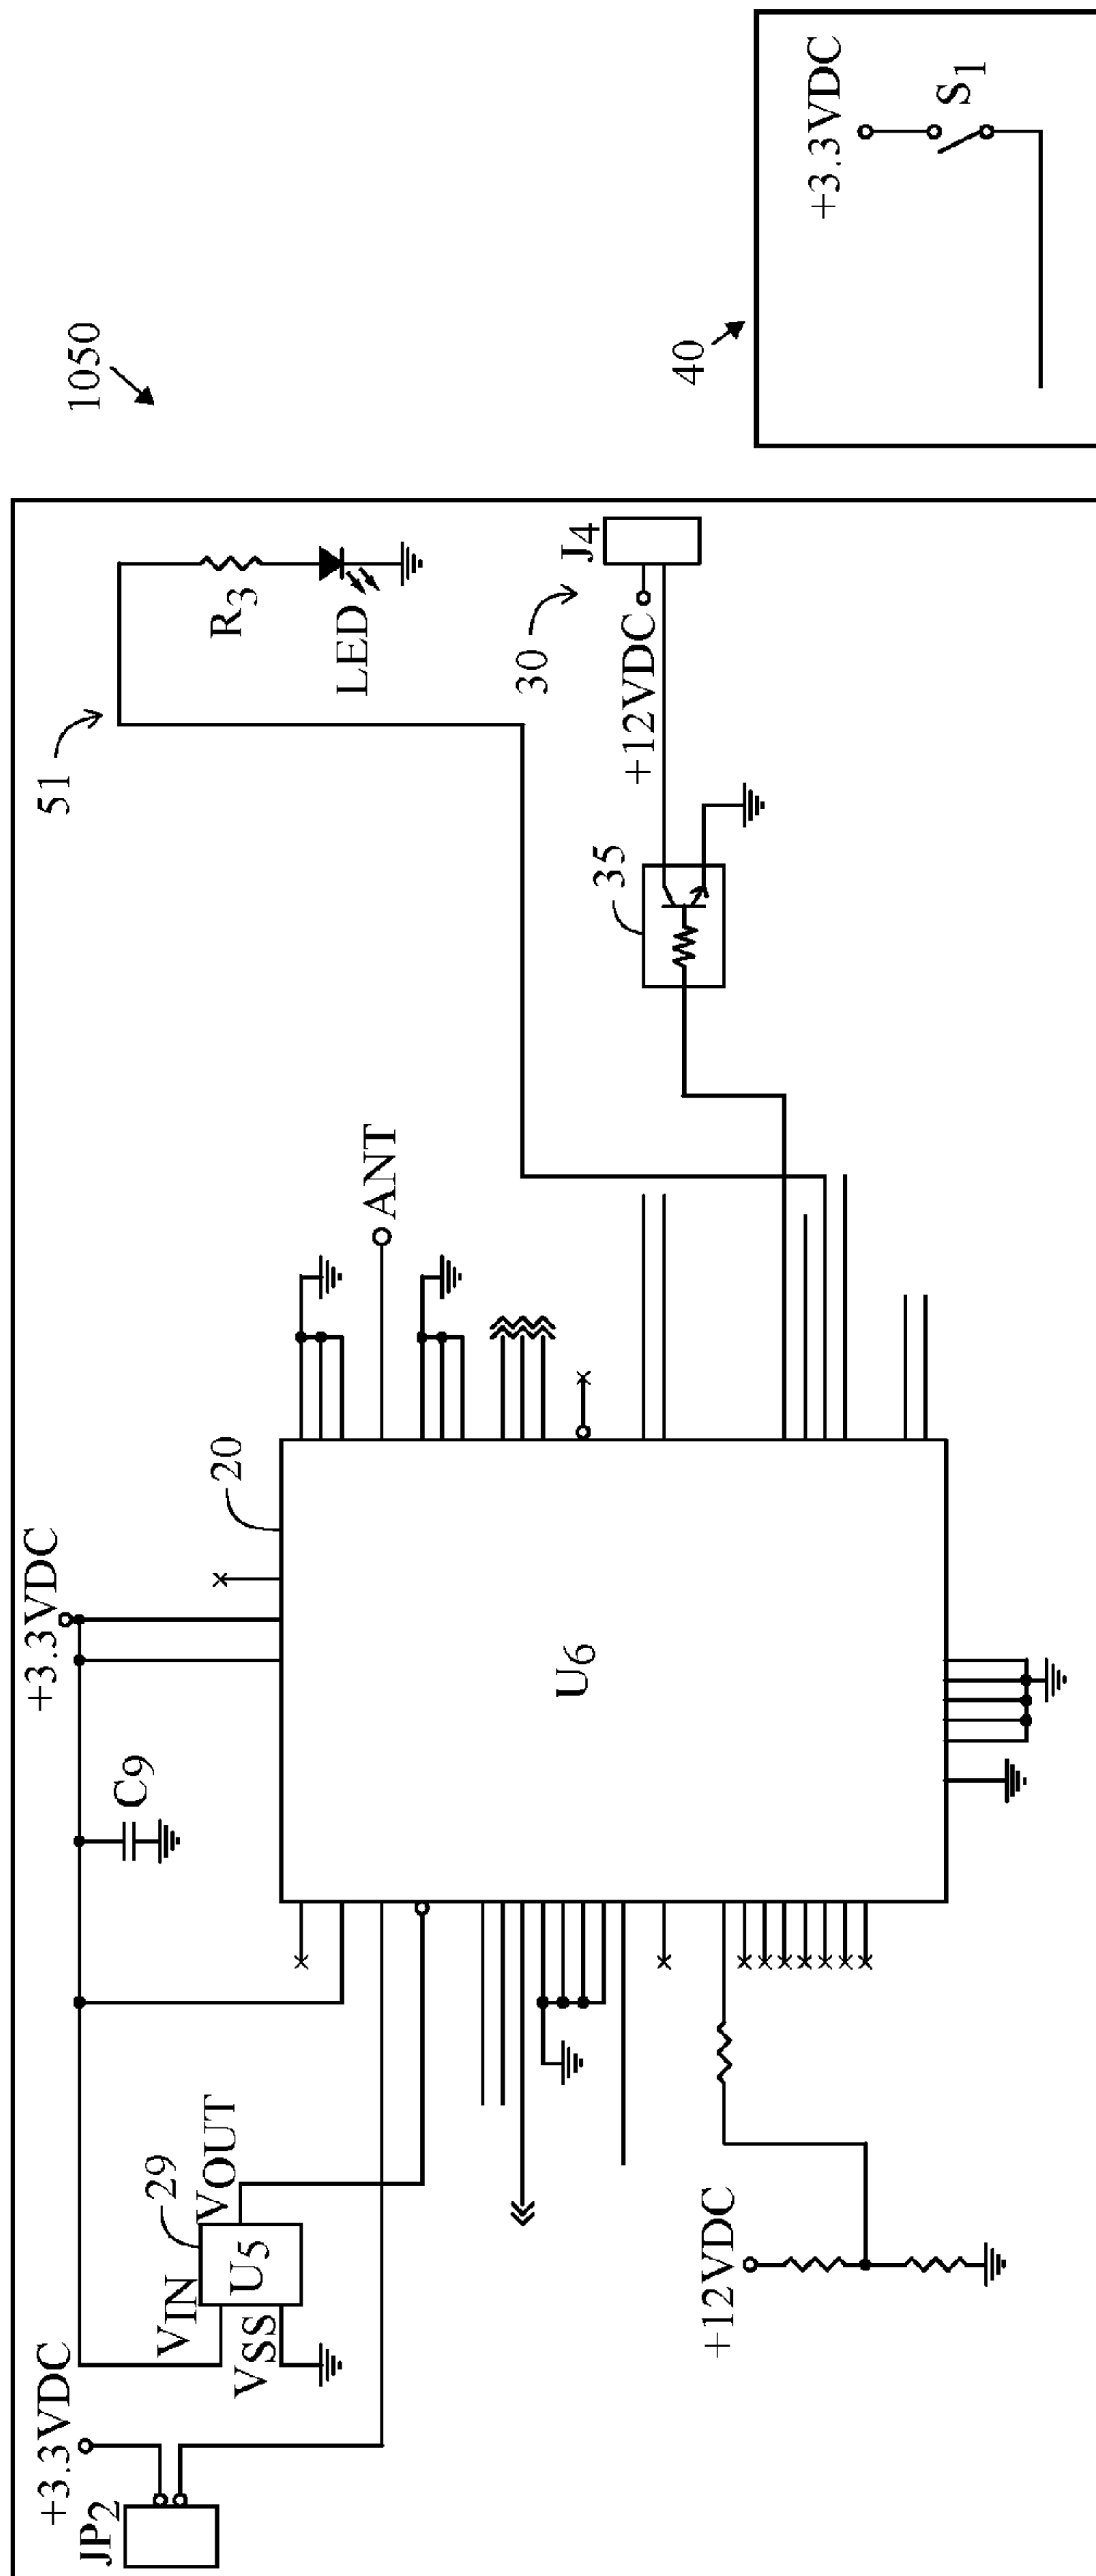 1050
40
+3.3VDC
S1
51
R3
LED
30
J4
+12VDC
35
ANT
20
+3.3VDC
C9
U6
VOUT
29
VIN
U5
VSS
+12VDC
+3.3VDC
JP2